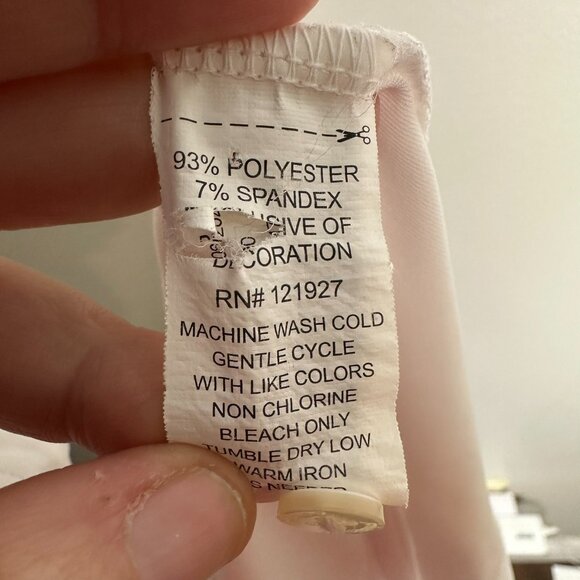 93% POLYESTER
7% SPANDEX
OF
DECORATION
RN# 121927
MACHINE WASH COLD
GENTLE CYCLE
WITH LIKE COLORS
NON CHLORINE
BLEACH ONLY
TUMBLE DRY LOW
WARM IRON